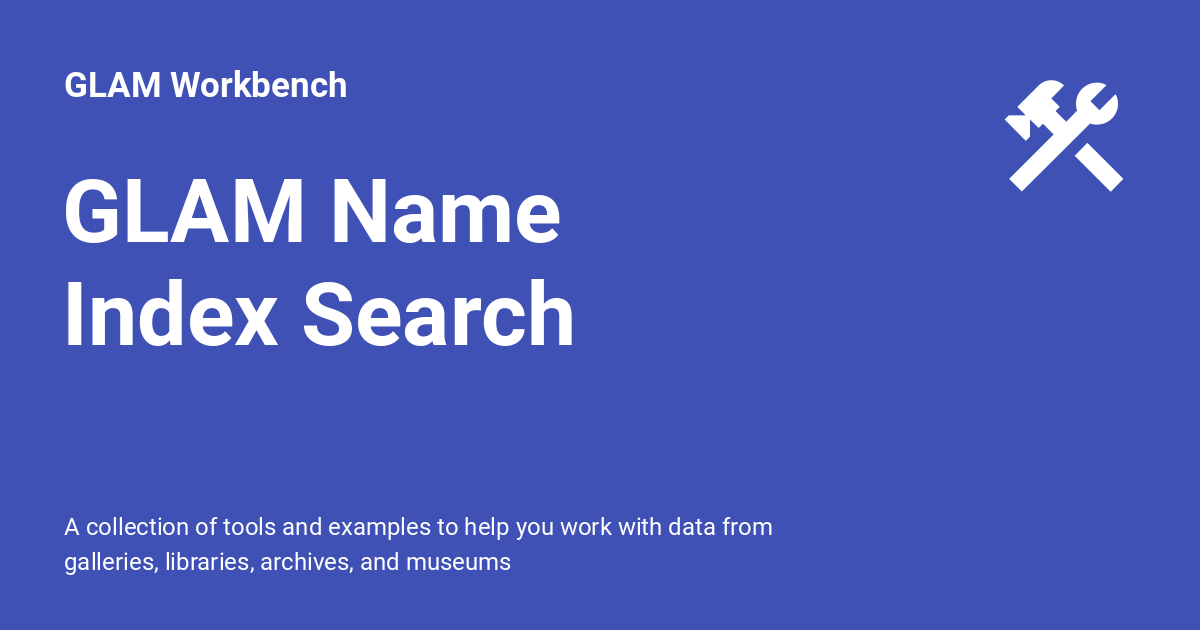 GLAM Workbench
GLAM Name
Index Search
A collection of tools and examples to help you work with data from
galleries, libraries, archives, and museums